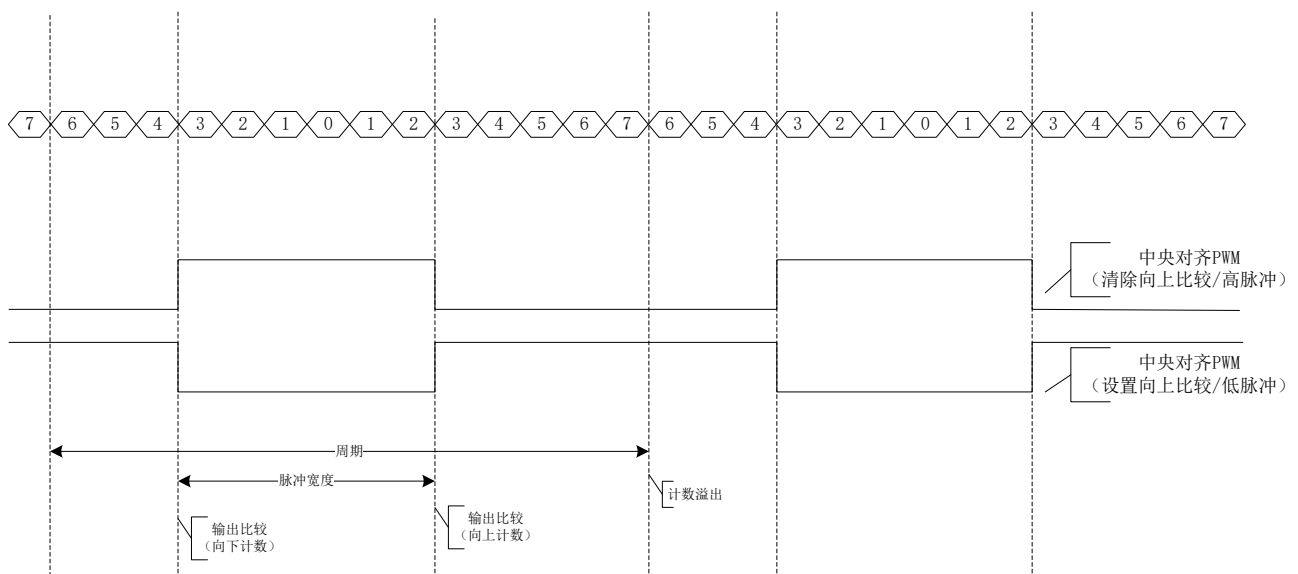 7 6 5 4 3 2 1 0 1 2 3 4 5 6 7 6 5 4 3 2 1 0 1 2 3 4 5 6 7
中央对齐PWM
（清除向上比较/高脉冲）
中央对齐PWM
（设置向上比较/低脉冲）
周期
脉冲宽度
计数溢出
输出比较
（向下计数）
输出比较
（向上计数）